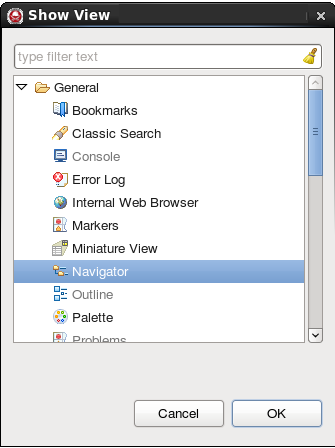 Show View
type filter text
General
Bookmarks
Classic Search
Console
Error Log
Internal Web Browser
Markers
Miniature View
Navigator
Outline
Palette
Problems
Cancel
OK